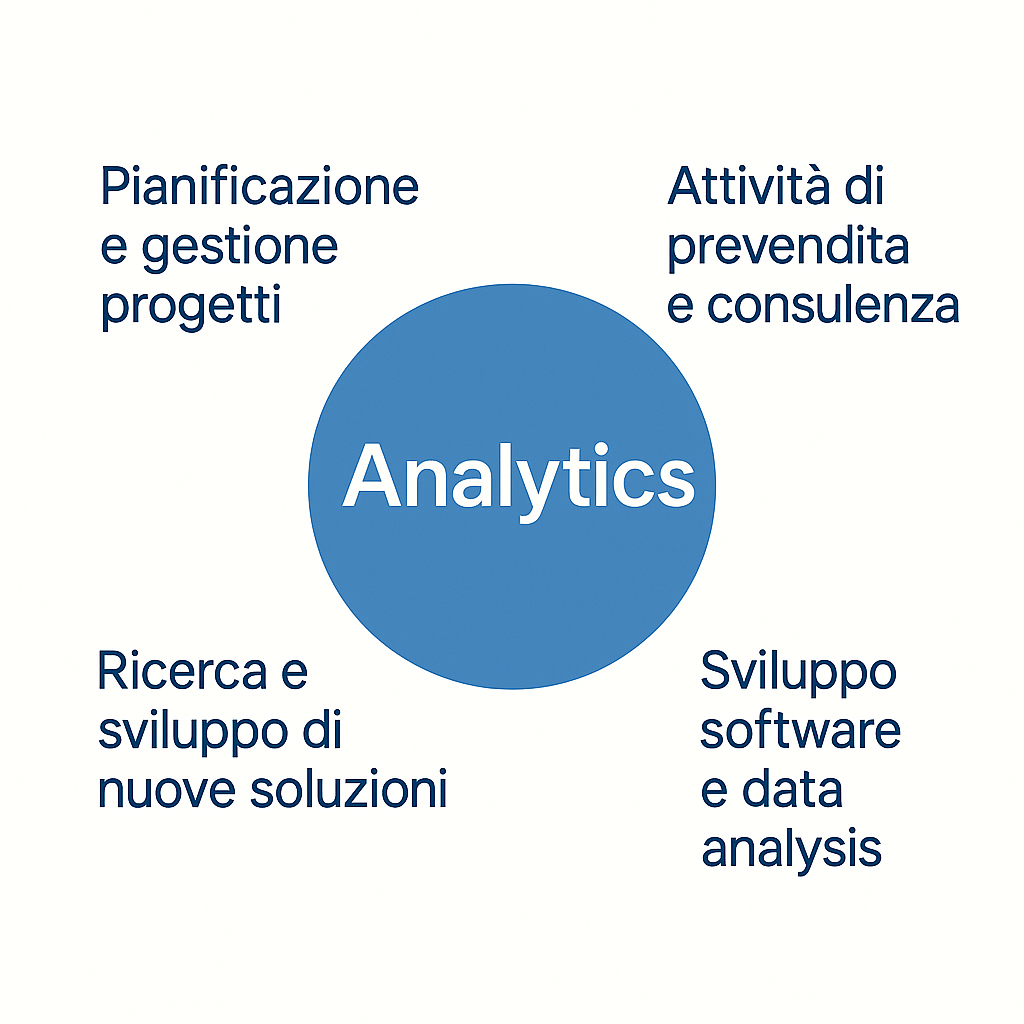 Pianificazione
e gestione
progetti
Attività di
prevendita
e consulenza
Analytics
Ricerca e
sviluppo di
nuove soluzioni
Sviluppo
software
e data
analysis